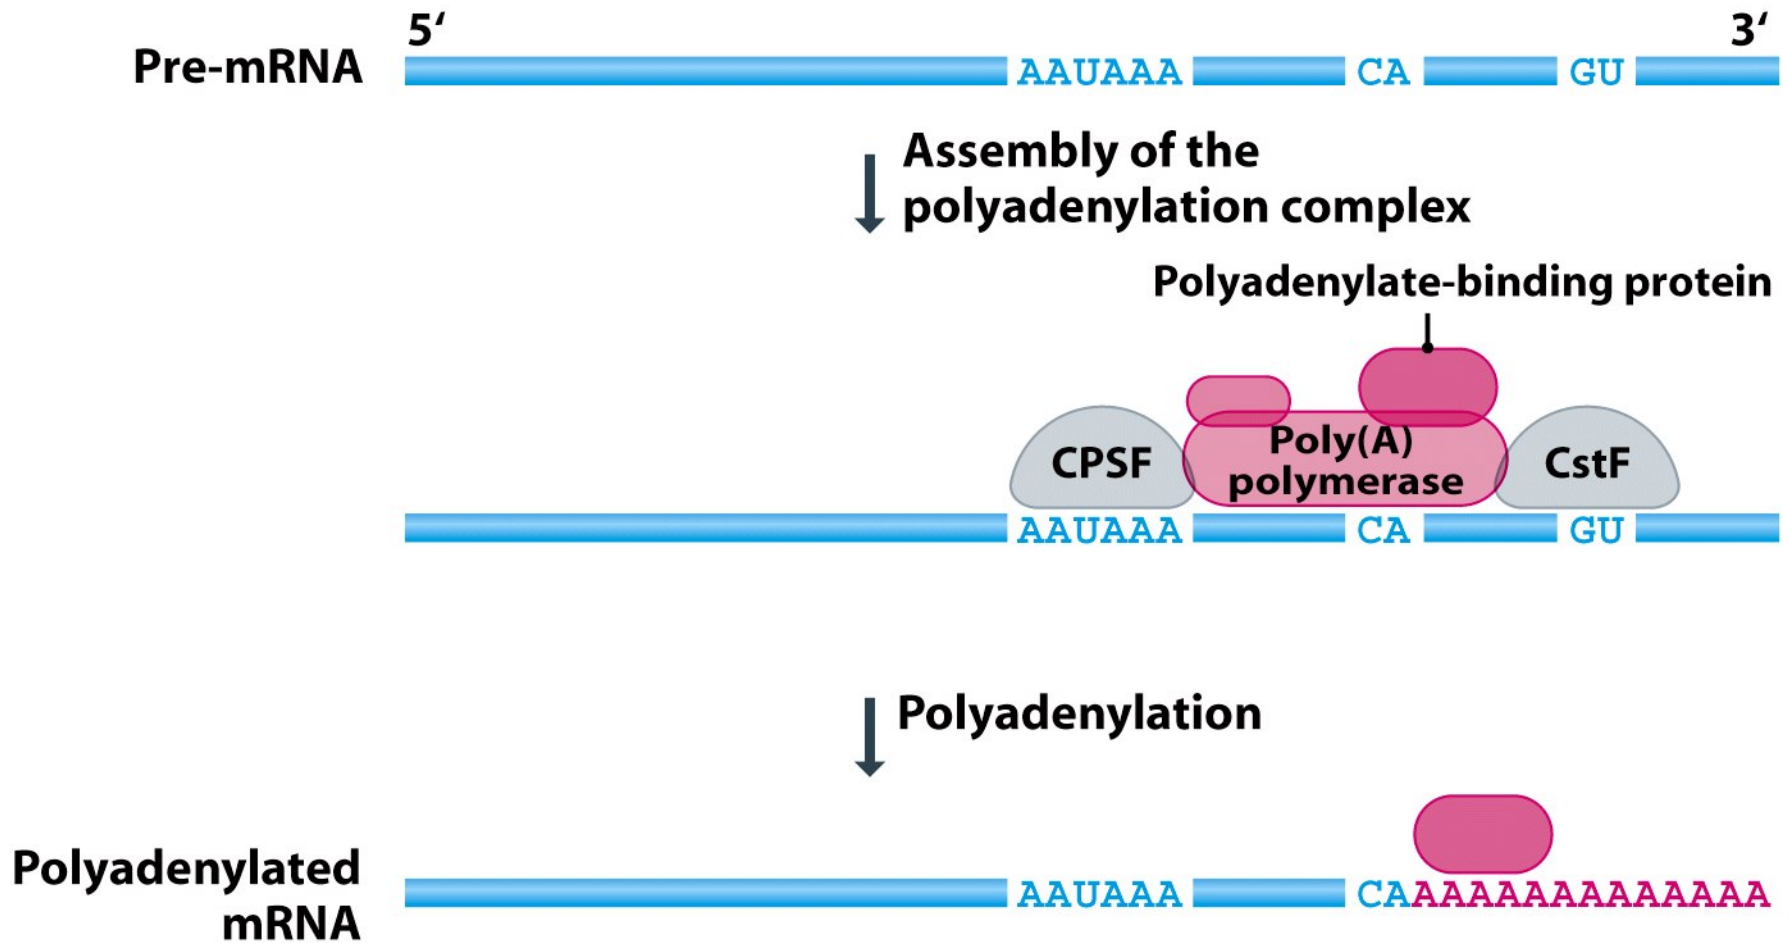 5‘ 3‘
Pre-mRNA AAUAAA CA GU
Assembly of the
polyadenylation complex
Polyadenylate-binding protein
CPSF Poly(A) polymerase CstF
AAUAAA CA GU
Polyadenylation
Polyadenylated
mRNA
AAUAAA CAAAAAAAAAAAAAA